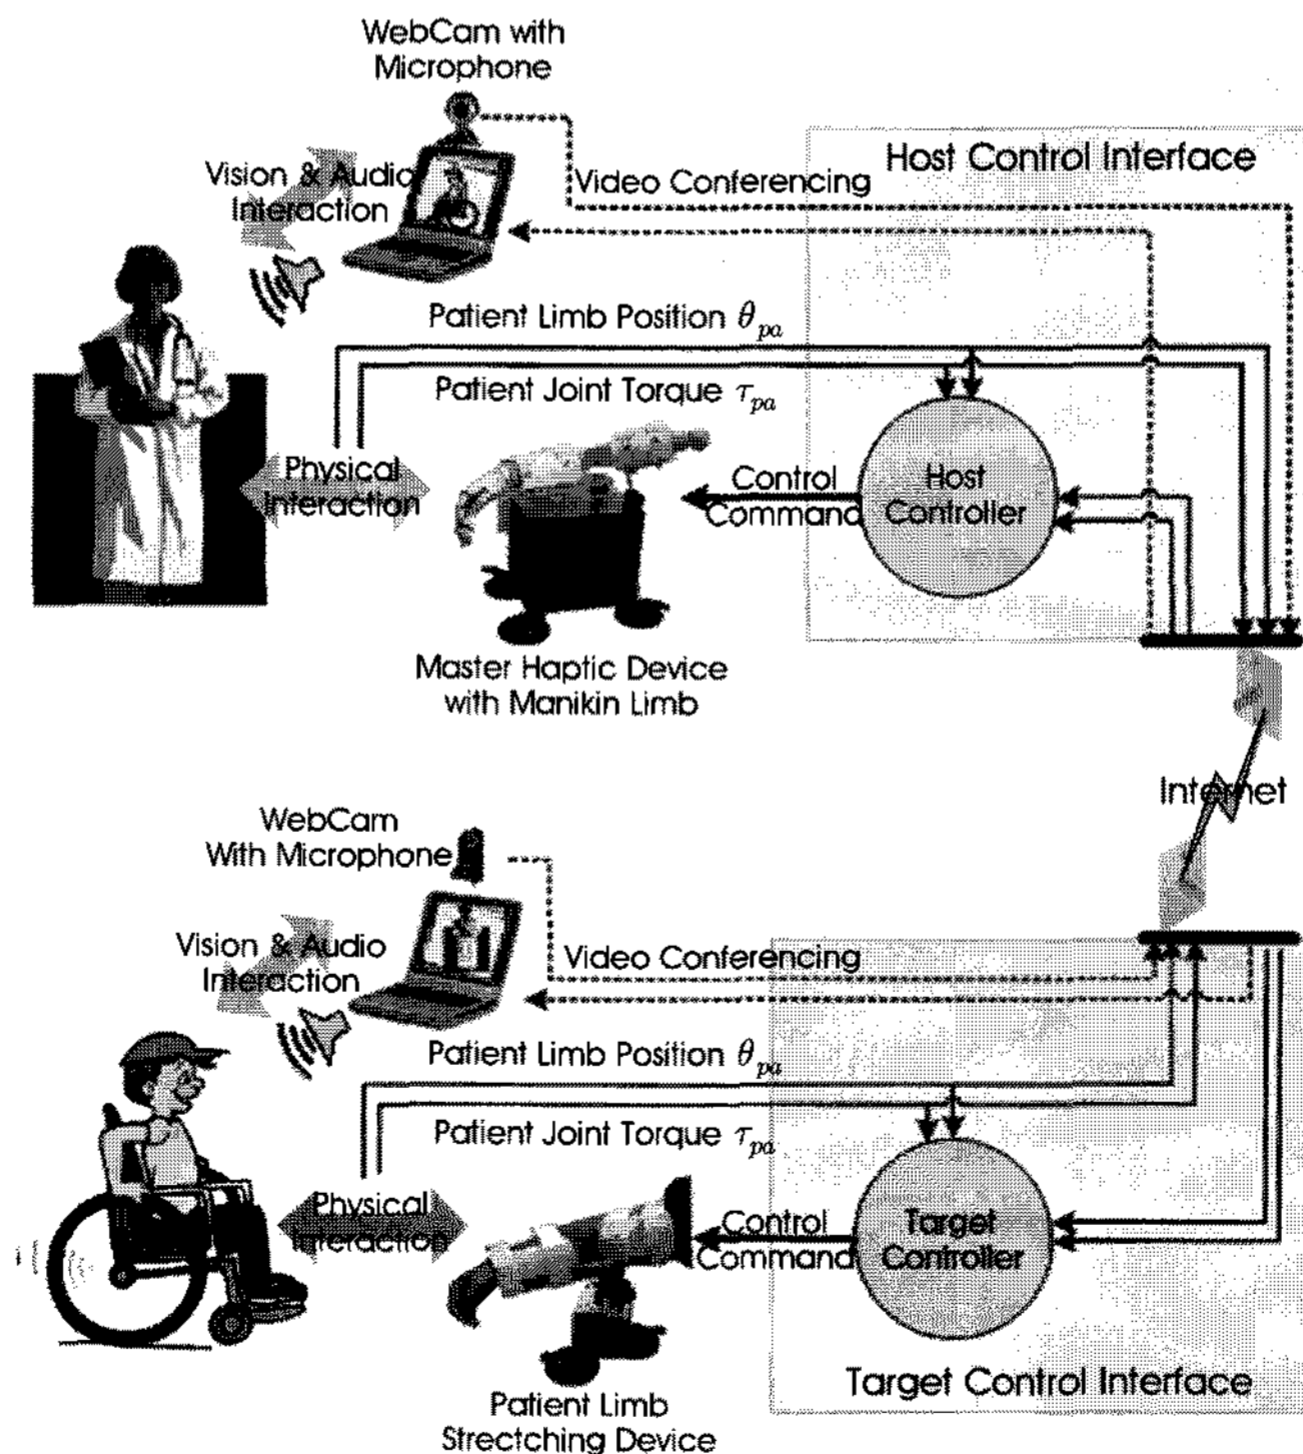 WebCam with
Microphone
Host Control Interface
Vision & Audio
Interaction
Video Conferencing
Patient Limb Position θpa
Patient Joint Torque τpa
Physical
Interaction
Control
Command
Host
Controller
Master Haptic Device
with Manikin Limb
Internet
WebCam
With Microphone
Vision & Audio
Interaction
Video Conferencing
Patient Limb Position θpa
Patient Joint Torque τpa
Physical
Interaction
Control
Command
Target
Controller
Target Control Interface
Patient Limb
Strectching Device